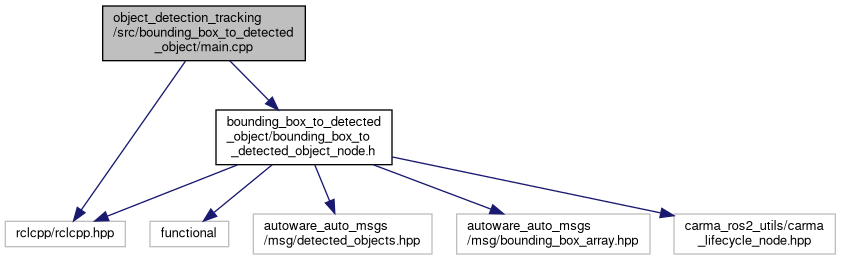 object_detection_tracking
/src/bounding_box_to_detected
_object/main.cpp
bounding_box_to_detected
_object/bounding_box_to
_detected_object_node.h
rclcpp/rclcpp.hpp
functional
autoware_auto_msgs
/msg/detected_objects.hpp
autoware_auto_msgs
/msg/bounding_box_array.hpp
carma_ros2_utils/carma
_lifecycle_node.hpp